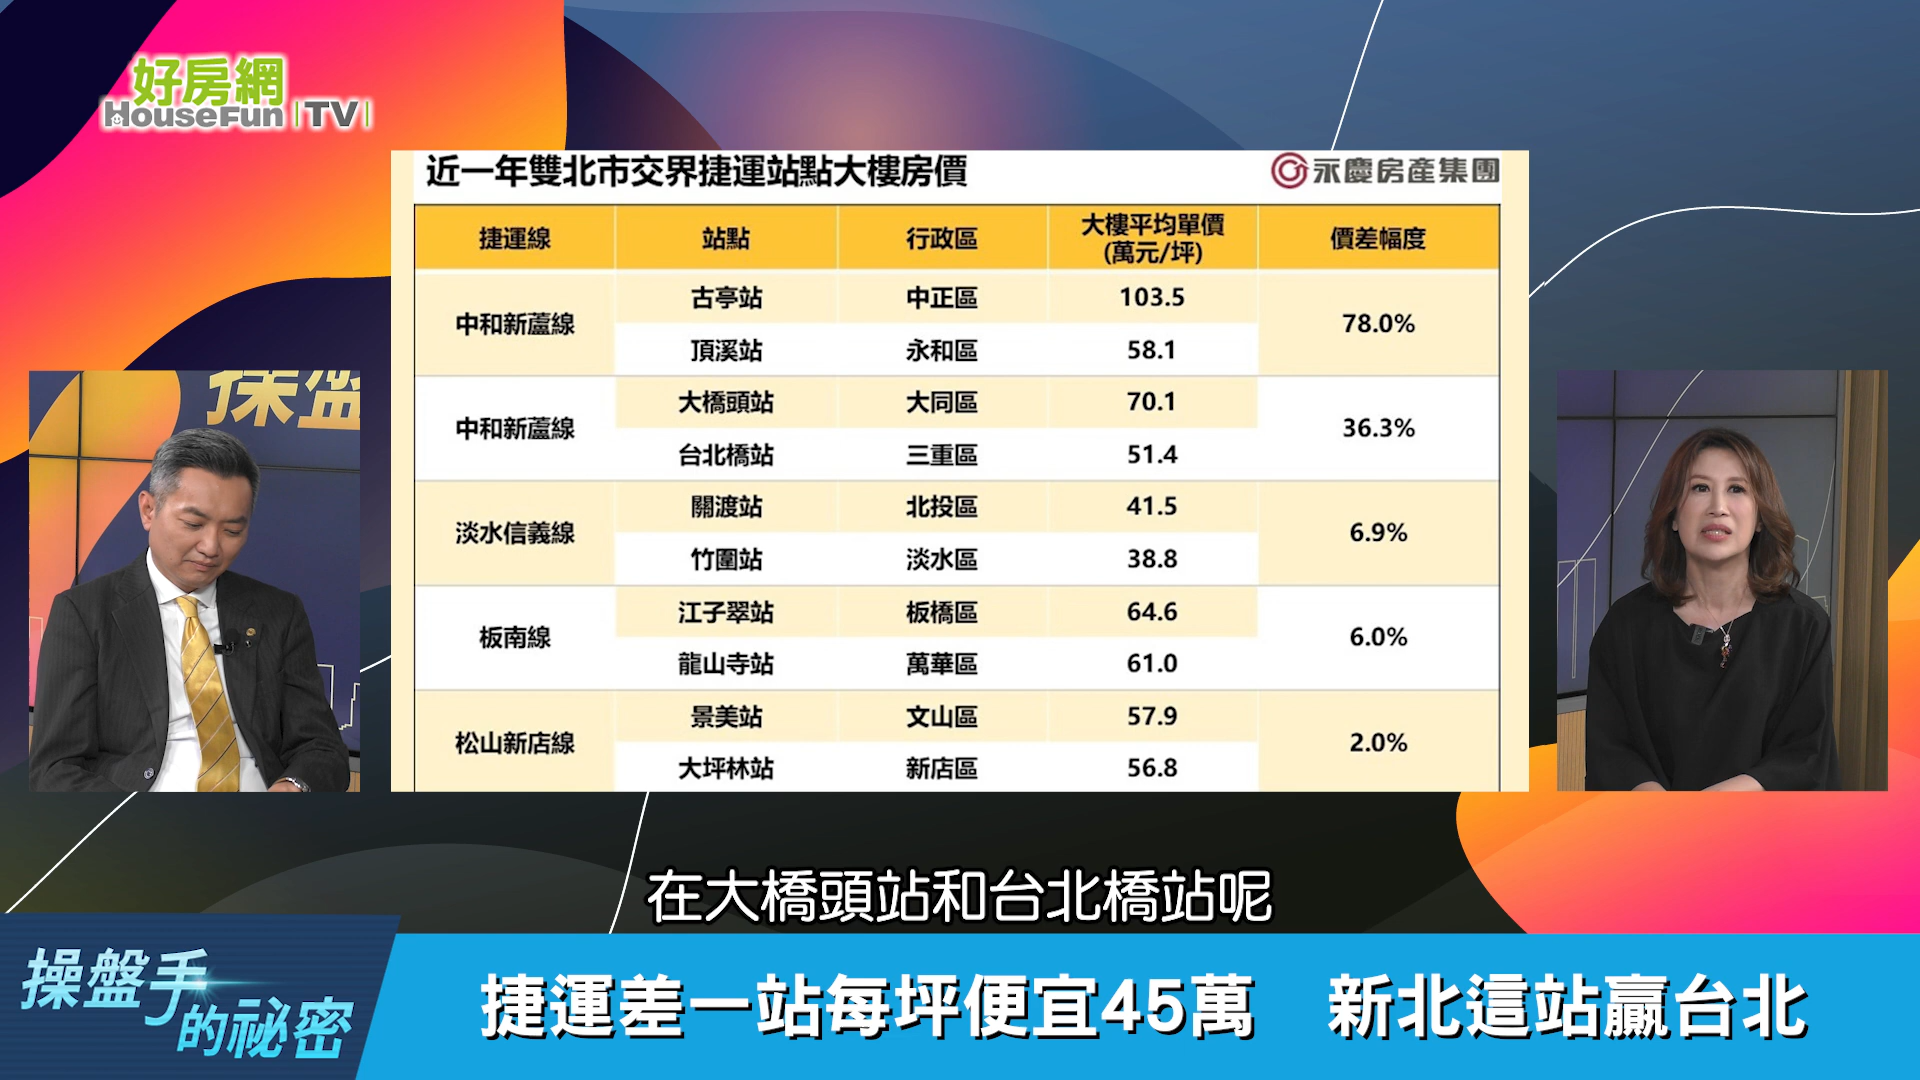 好房網
HouseFun TV
近一年雙北市交界捷運站點大樓房價
永慶房產集團
捷運線 站點 行政區 大樓平均單價(萬元/坪) 價差幅度
中和新蘆線 古亭站 中正區 103.5 78.0%
頂溪站 永和區 58.1
中和新蘆線 大橋頭站 大同區 70.1 36.3%
台北橋站 三重區 51.4
淡水信義線 關渡站 北投區 41.5 6.9%
竹圍站 淡水區 38.8
板南線 江子翠站 板橋區 64.6 6.0%
龍山寺站 萬華區 61.0
松山新店線 景美站 文山區 57.9 2.0%
大坪林站 新店區 56.8
操盤
在大橋頭站和台北橋站呢
操盤手的祕密
捷運差一站每坪便宜45萬 新北這站贏台北